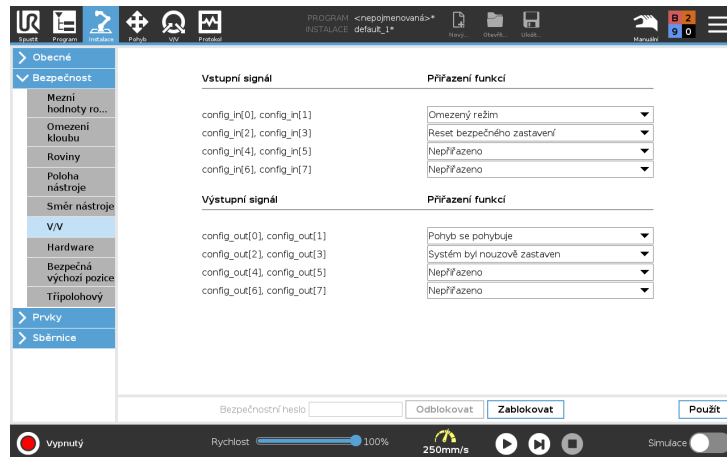 PROGRAM <nepojmenovaná>*
INSTALACE default_1*
Spustit Program Instalace Pohyb V/V Protokol Nový... Otevřít... Uložit... Manuální
B 2
9 0
Obecné
Bezpečnost
Mezní
hodnoty ro...
Omezení
kloubu
Roviny
Poloha
nástroje
Směr nástroje
V/V
Hardware
Bezpečná
výchozí pozice
Třípolohový
Prvky
Sběrnice
Vstupní signál Přiřazení funkcí
config_in[0], config_in[1] Omezený režim
config_in[2], config_in[3] Reset bezpečného zastavení
config_in[4], config_in[5] Nepřiřazeno
config_in[6], config_in[7] Nepřiřazeno
Výstupní signál Přiřazení funkcí
config_out[0], config_out[1] Pohyb se pohybuje
config_out[2], config_out[3] Systém byl nouzově zastaven
config_out[4], config_out[5] Nepřiřazeno
config_out[6], config_out[7] Nepřiřazeno
Bezpečnostní heslo Odblokovat Zablokovat Použít
Vypnutý Rychlost 100% 250mm/s Simulace